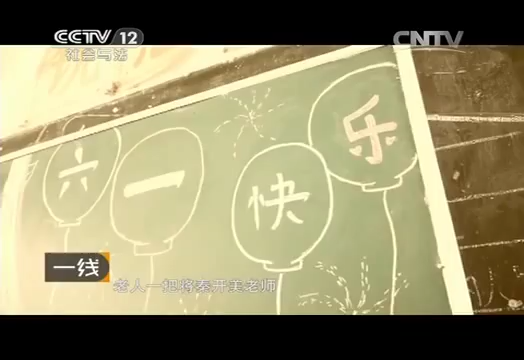 CCTV 12
社会与法
CNTV
六一快乐
一线
老人一把将秦开美老师